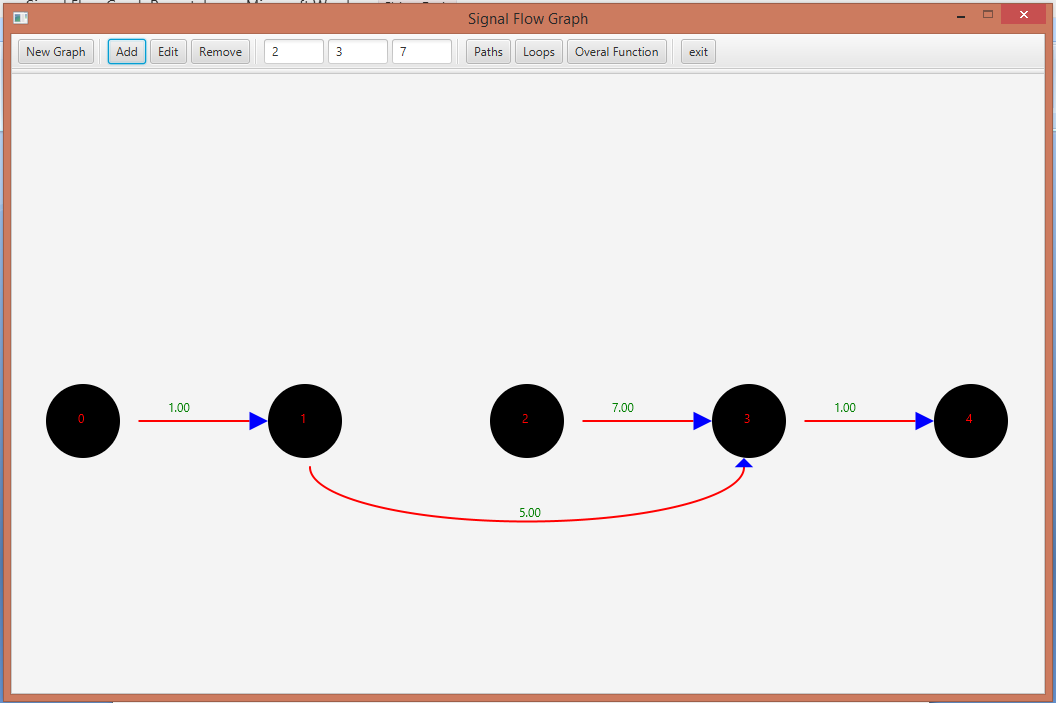 Signal Flow Graph
New Graph Add Edit Remove 2 3 7 Paths Loops Overal Function exit
1.00 7.00 1.00
0 1 2 3 4
5.00